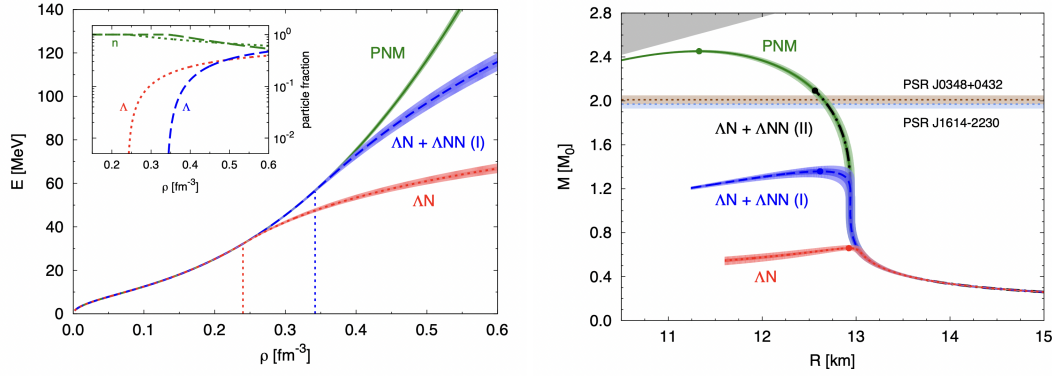 140
120
100
80
60
40
20
0
E [MeV]
0.0 0.1 0.2 0.3 0.4 0.5 0.6
ρ [fm⁻³]
PNM
ΛN + ΛNN (I)
ΛN
n
Λ
Λ
10⁰
10⁻¹
10⁻²
particle fraction
0.2 0.3 0.4 0.5 0.6
ρ [fm⁻³]
2.8
2.4
2.0
1.6
1.2
0.8
0.4
0.0
M [M₀]
11 12 13 14 15
R [km]
PNM
PSR J0348+0432
PSR J1614-2230
ΛN + ΛNN (II)
ΛN + ΛNN (I)
ΛN